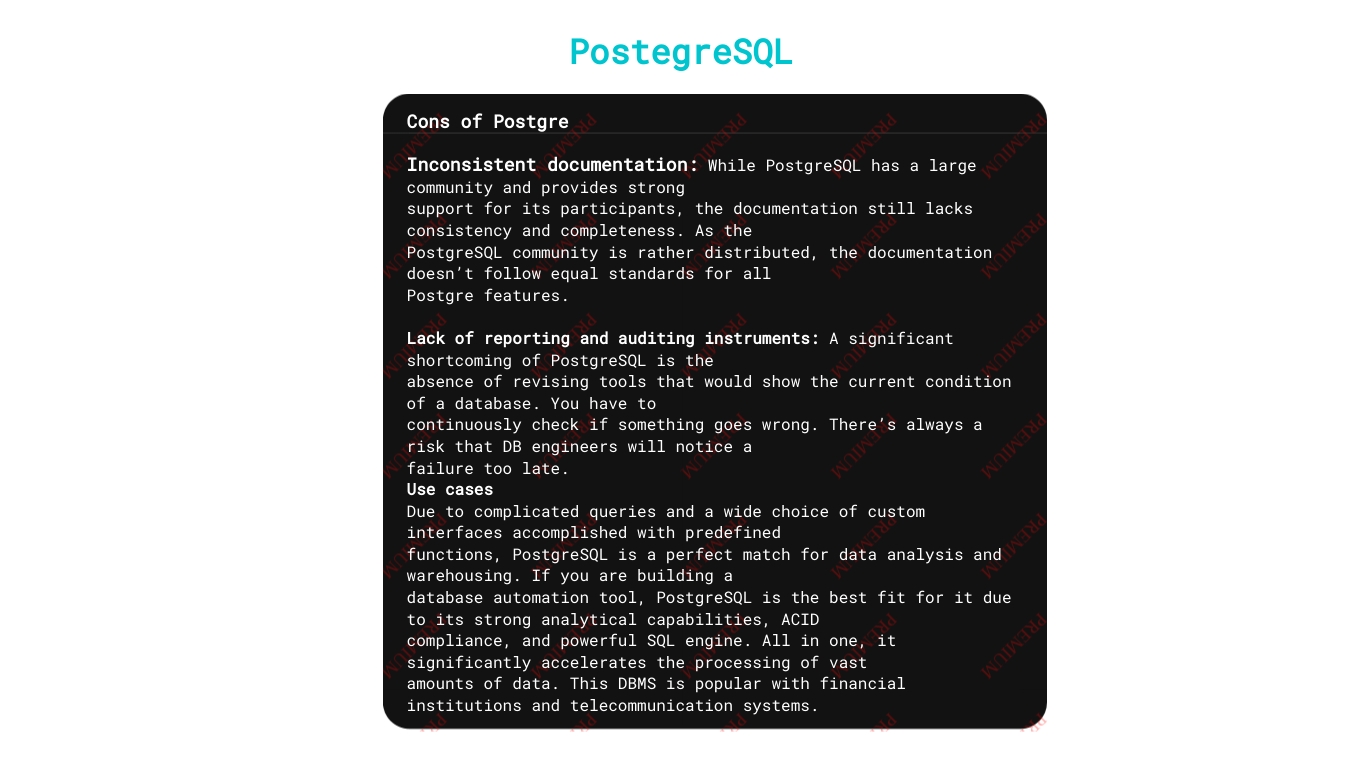 PostegreSQL
Cons of Postgre
Inconsistent documentation: While PostgreSQL has a large
community and provides strong
support for its participants, the documentation still lacks
consistency and completeness. As the
PostgreSQL community is rather distributed, the documentation
doesn’t follow equal standards for all
Postgre features.
Lack of reporting and auditing instruments: A significant
shortcoming of PostgreSQL is the
absence of revising tools that would show the current condition
of a database. You have to
continuously check if something goes wrong. There’s always a
risk that DB engineers will notice a
failure too late.
Use cases
Due to complicated queries and a wide choice of custom
interfaces accomplished with predefined
functions, PostgreSQL is a perfect match for data analysis and
warehousing. If you are building a
database automation tool, PostgreSQL is the best fit for it due
to its strong analytical capabilities, ACID
compliance, and powerful SQL engine. All in one, it
significantly accelerates the processing of vast
amounts of data. This DBMS is popular with financial
institutions and telecommunication systems.
PREMIUM